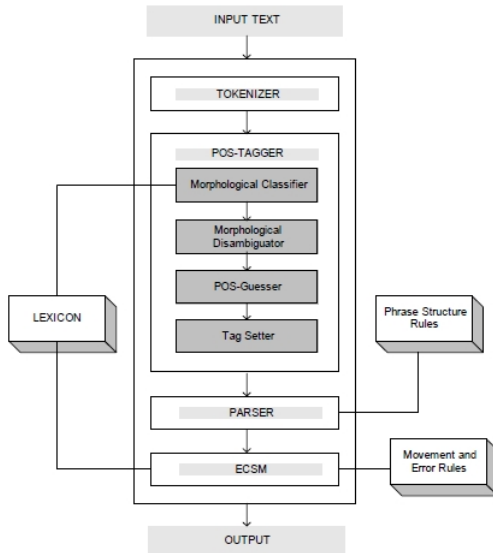 INPUT TEXT
TOKENIZER
POS-TAGGER
Morphological Classifier
Morphological
Disambiguator
POS-Guesser
Tag Setter
LEXICON
Phrase Structure
Rules
PARSER
ECSM
Movement and
Error Rules
OUTPUT